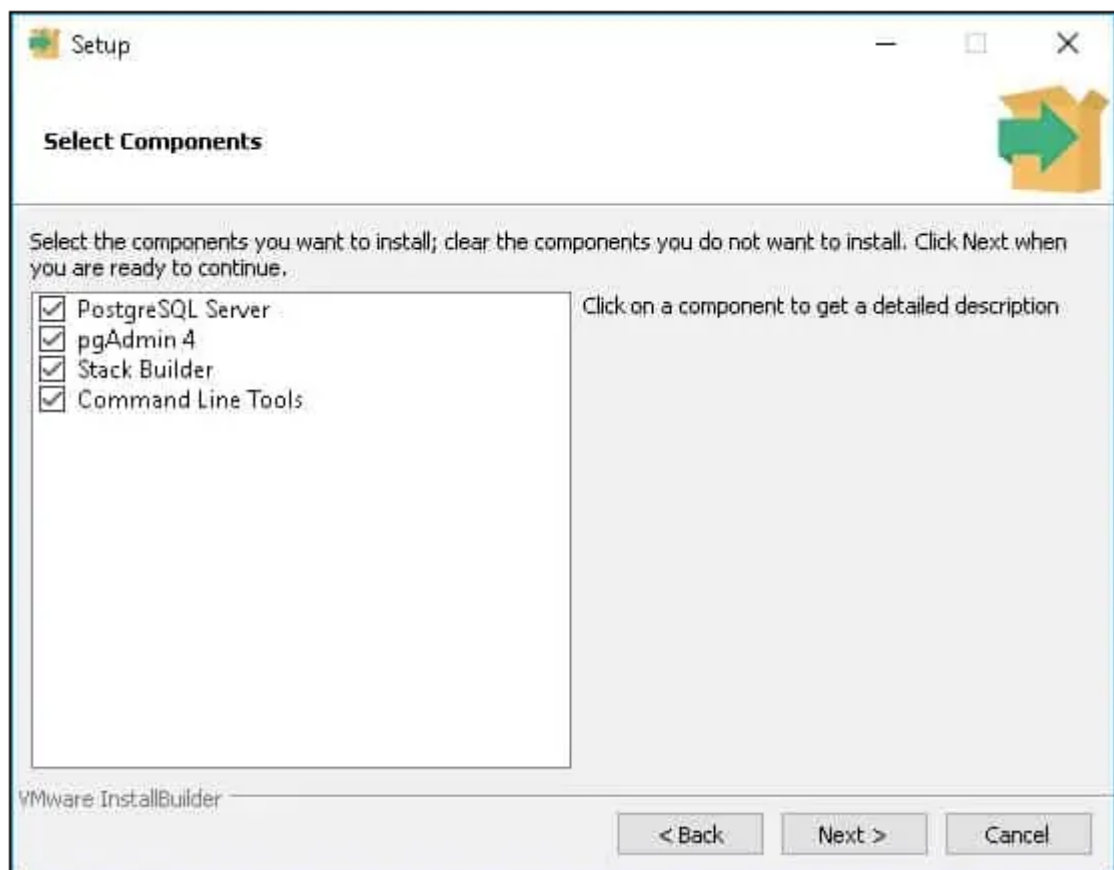 Setup
Select Components
Select the components you want to install; clear the components you do not want to install. Click Next when
you are ready to continue.
PostgreSQL Server
pgAdmin 4
Stack Builder
Command Line Tools
Click on a component to get a detailed description
VMware InstallBuilder
< Back
Next >
Cancel